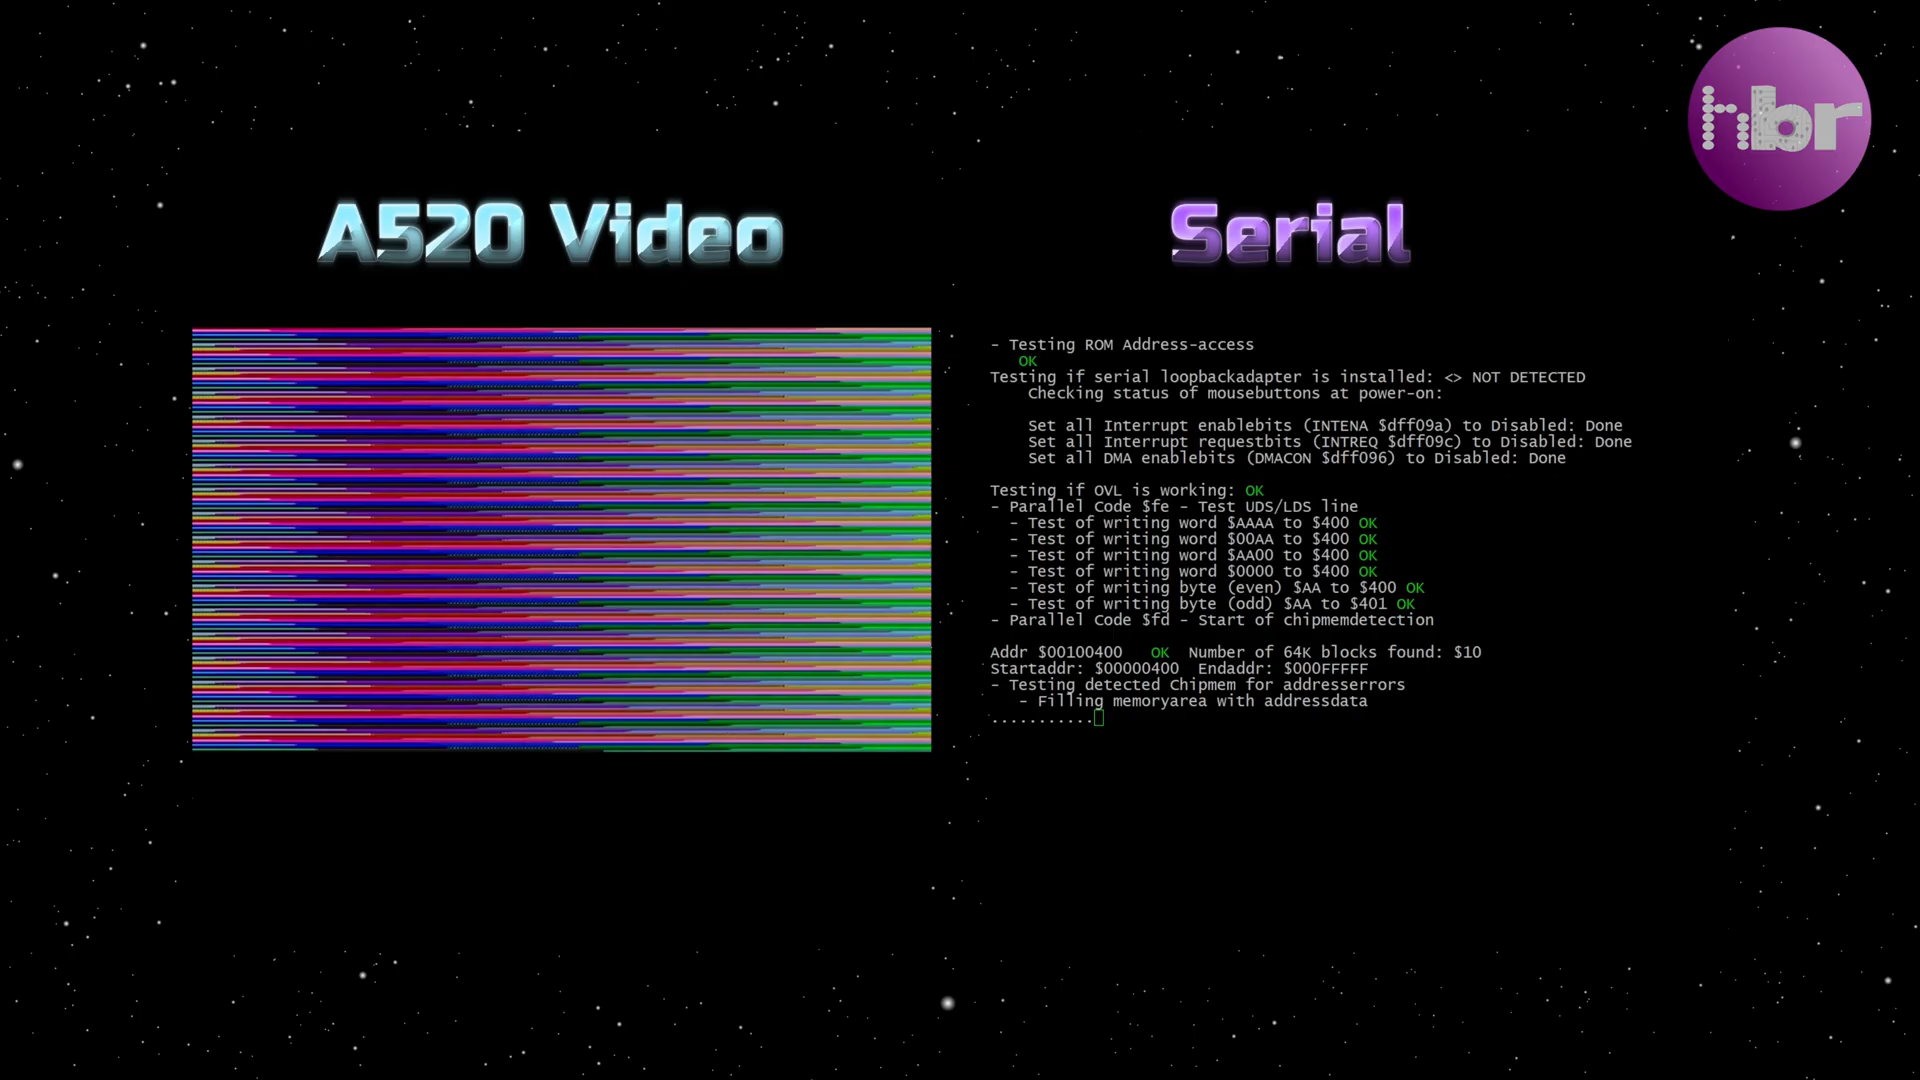 hbr
A520 Video
Serial
- Testing ROM Address-access
OK
Testing if serial loopbackadapter is installed: <> NOT DETECTED
Checking status of mousebuttons at power-on:
Set all Interrupt enablebits (INTENA $dff09a) to Disabled: Done
Set all Interrupt requestbits (INTREQ $dff09c) to Disabled: Done
Set all DMA enablebits (DMACON $dff096) to Disabled: Done
Testing if OVL is working: OK
- Parallel Code $fe - Test UDS/LDS line
- Test of writing word $AAAA to $400 OK
- Test of writing word $00AA to $400 OK
- Test of writing word $AA00 to $400 OK
- Test of writing word $0000 to $400 OK
- Test of writing byte (even) $AA to $400 OK
- Test of writing byte (odd) $AA to $401 OK
- Parallel Code $fd - Start of chipmemdetection
Addr $00100400 OK Number of 64K blocks found: $10
Startaddr: $00000400 Endaddr: $000FFFFF
- Testing detected Chipmem for addresserrors
- Filling memoryarea with addressdata
...........